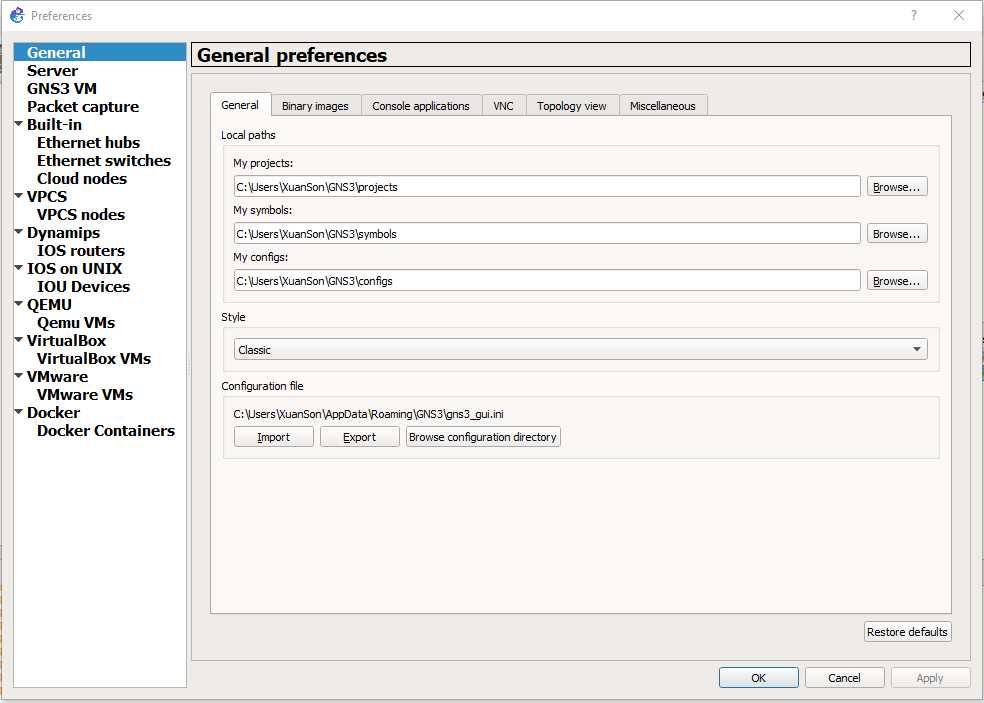 Preferences
General
Server
GNS3 VM
Packet capture
Built-in
Ethernet hubs
Ethernet switches
Cloud nodes
VPCS
VPCS nodes
Dynamips
IOS routers
IOS on UNIX
IOU Devices
QEMU
Qemu VMs
VirtualBox
VirtualBox VMs
VMware
VMware VMs
Docker
Docker Containers
General preferences
General Binary images Console applications VNC Topology view Miscellaneous
Local paths
My projects:
C:\Users\XuanSon\GNS3\projects Browse...
My symbols:
C:\Users\XuanSon\GNS3\symbols Browse...
My configs:
C:\Users\XuanSon\GNS3\configs Browse...
Style
Classic
Configuration file
C:\Users\XuanSon\AppData\Roaming\GNS3\gns3_gui.ini
Import Export Browse configuration directory
Restore defaults
OK Cancel Apply